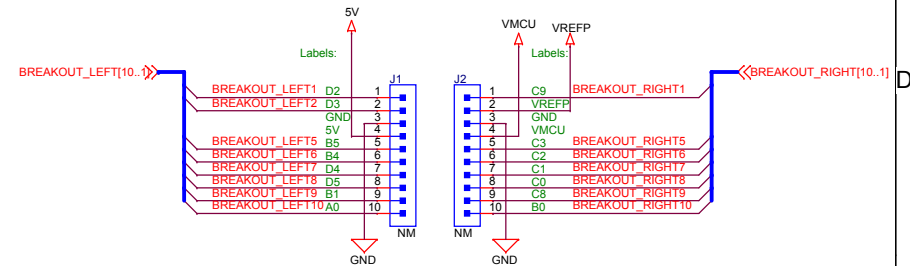 5V
VMCU
VREFP
Labels:
Labels:
BREAKOUT_LEFT[10..1]
BREAKOUT_RIGHT[10..1]
D
J1
J2
BREAKOUT_LEFT1 D2 1
1 C9 BREAKOUT_RIGHT1
BREAKOUT_LEFT2 D3 2
2 VREFP
GND 3
3 GND
5V 4
4 VMCU
BREAKOUT_LEFT5 B5 5
5 C3 BREAKOUT_RIGHT5
BREAKOUT_LEFT6 B4 6
6 C2 BREAKOUT_RIGHT6
BREAKOUT_LEFT7 D4 7
7 C1 BREAKOUT_RIGHT7
BREAKOUT_LEFT8 D5 8
8 C0 BREAKOUT_RIGHT8
BREAKOUT_LEFT9 B1 9
9 C8 BREAKOUT_RIGHT9
BREAKOUT_LEFT10 A0 10
10 B0 BREAKOUT_RIGHT10
NM
NM
GND
GND